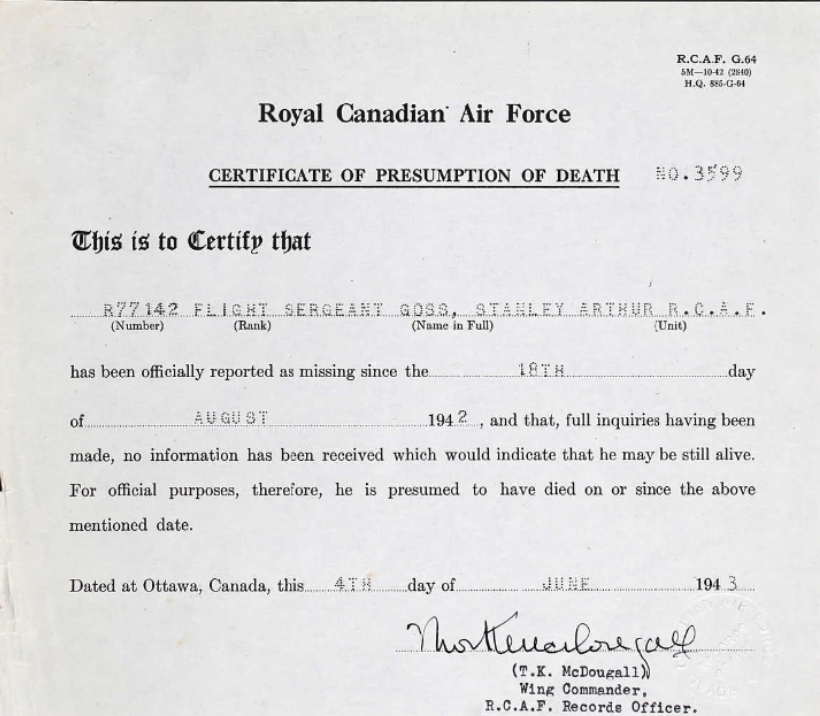 R.C.A.F. G.64
5M—10-42 (2840)
H.Q. 885-G-64
Royal Canadian Air Force
CERTIFICATE OF PRESUMPTION OF DEATH NO.3599
This is to Certify that
R77142 FLIGHT SERGEANT GOSS, STANLEY ARTHUR R.C.A.F.
(Number) (Rank) (Name in Full) (Unit)
has been officially reported as missing since the 18TH day
of AUGUST 1942, and that, full inquiries having been
made, no information has been received which would indicate that he may be still alive.
For official purposes, therefore, he is presumed to have died on or since the above
mentioned date.
Dated at Ottawa, Canada, this 4TH day of JUNE 1943
(T.K. McDougall)
Wing Commander,
R.C.A.F. Records Officer.